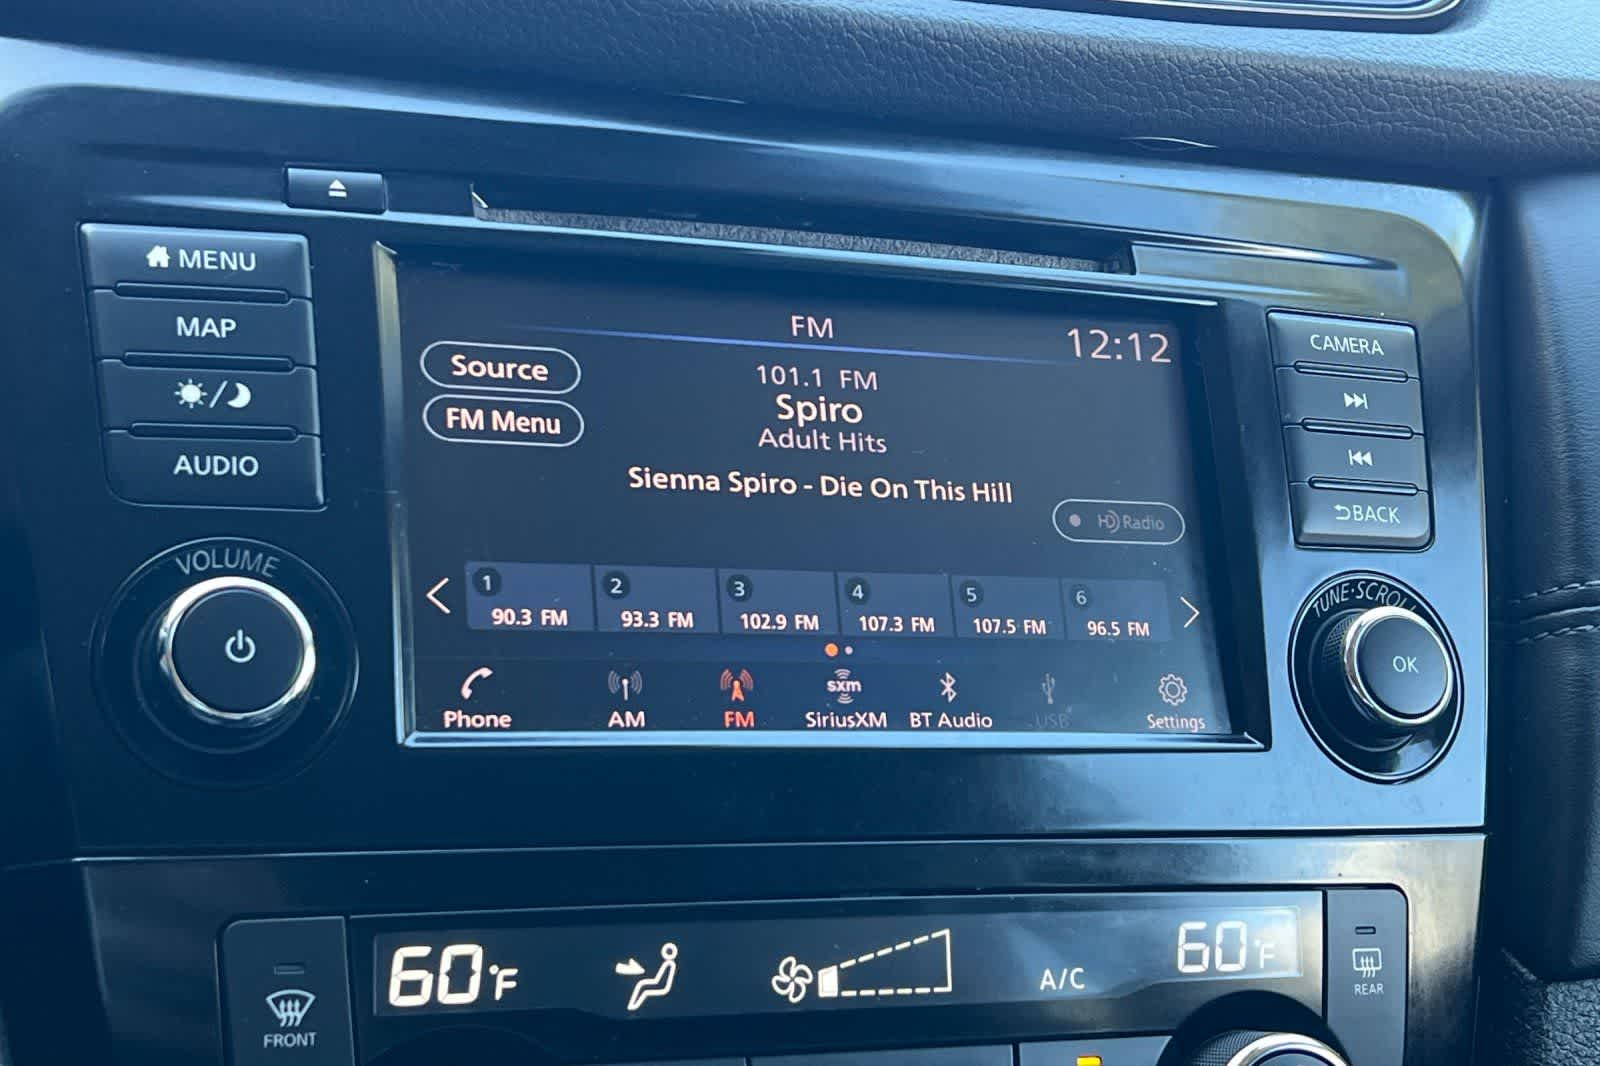 MENU
MAP
AUDIO
VOLUME
FM
12:12
Source
FM Menu
101.1 FM
Spiro
Adult Hits
Sienna Spiro - Die On This Hill
HD Radio
1
90.3 FM
2
93.3 FM
3
102.9 FM
4
107.3 FM
5
107.5 FM
6
96.5 FM
Phone
AM
FM
sxm
SiriusXM
BT Audio
USB
Settings
CAMERA
BACK
TUNE·SCROLL
OK
FRONT
60°F
A/C
60°F
REAR